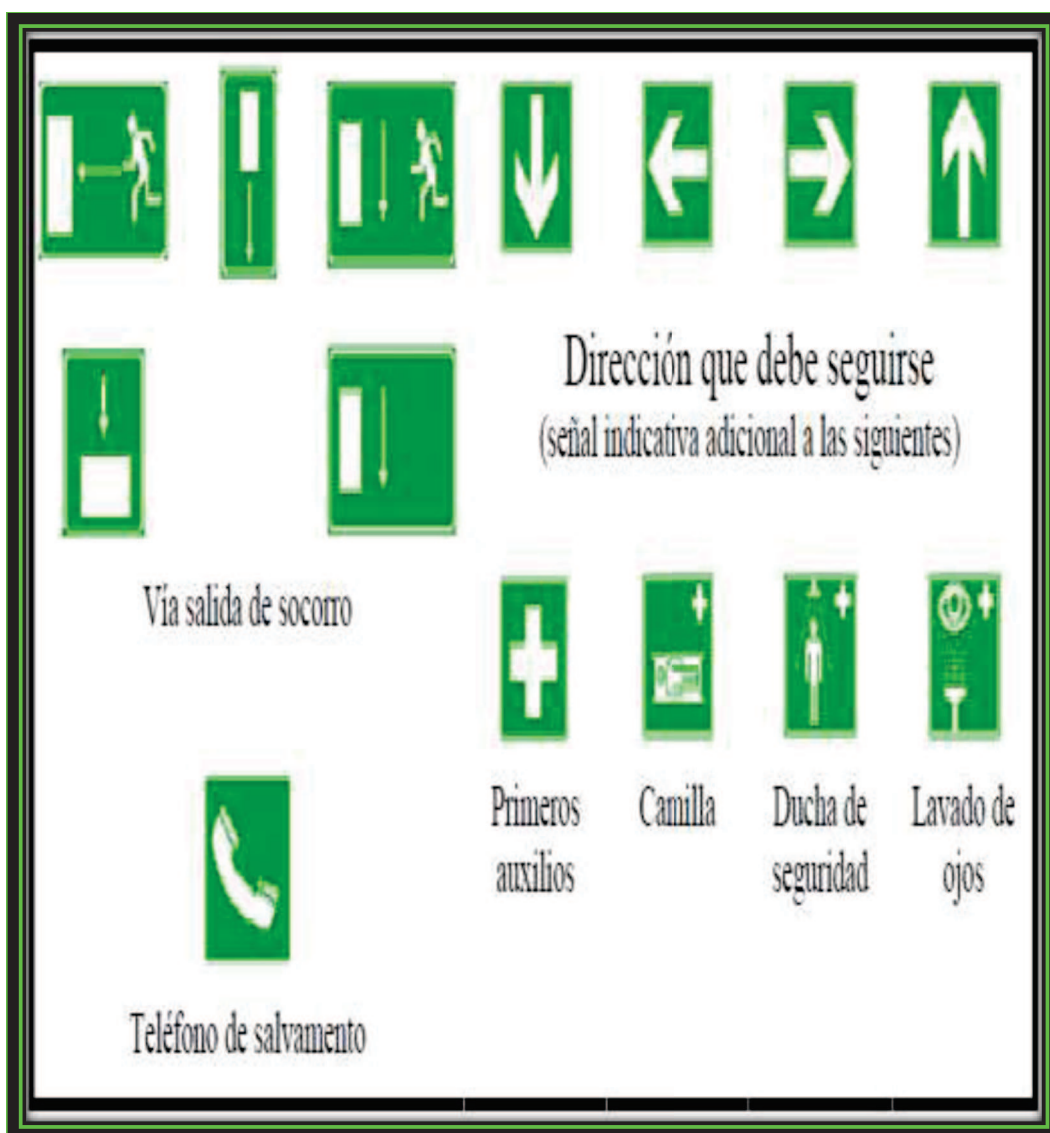 Dirección que debe seguirse
(señal indicativa adicional a las siguientes)
Vía salida de socorro
Primeros
auxilios
Camilla
Ducha de
seguridad
Lavado de
ojos
Teléfono de salvamento